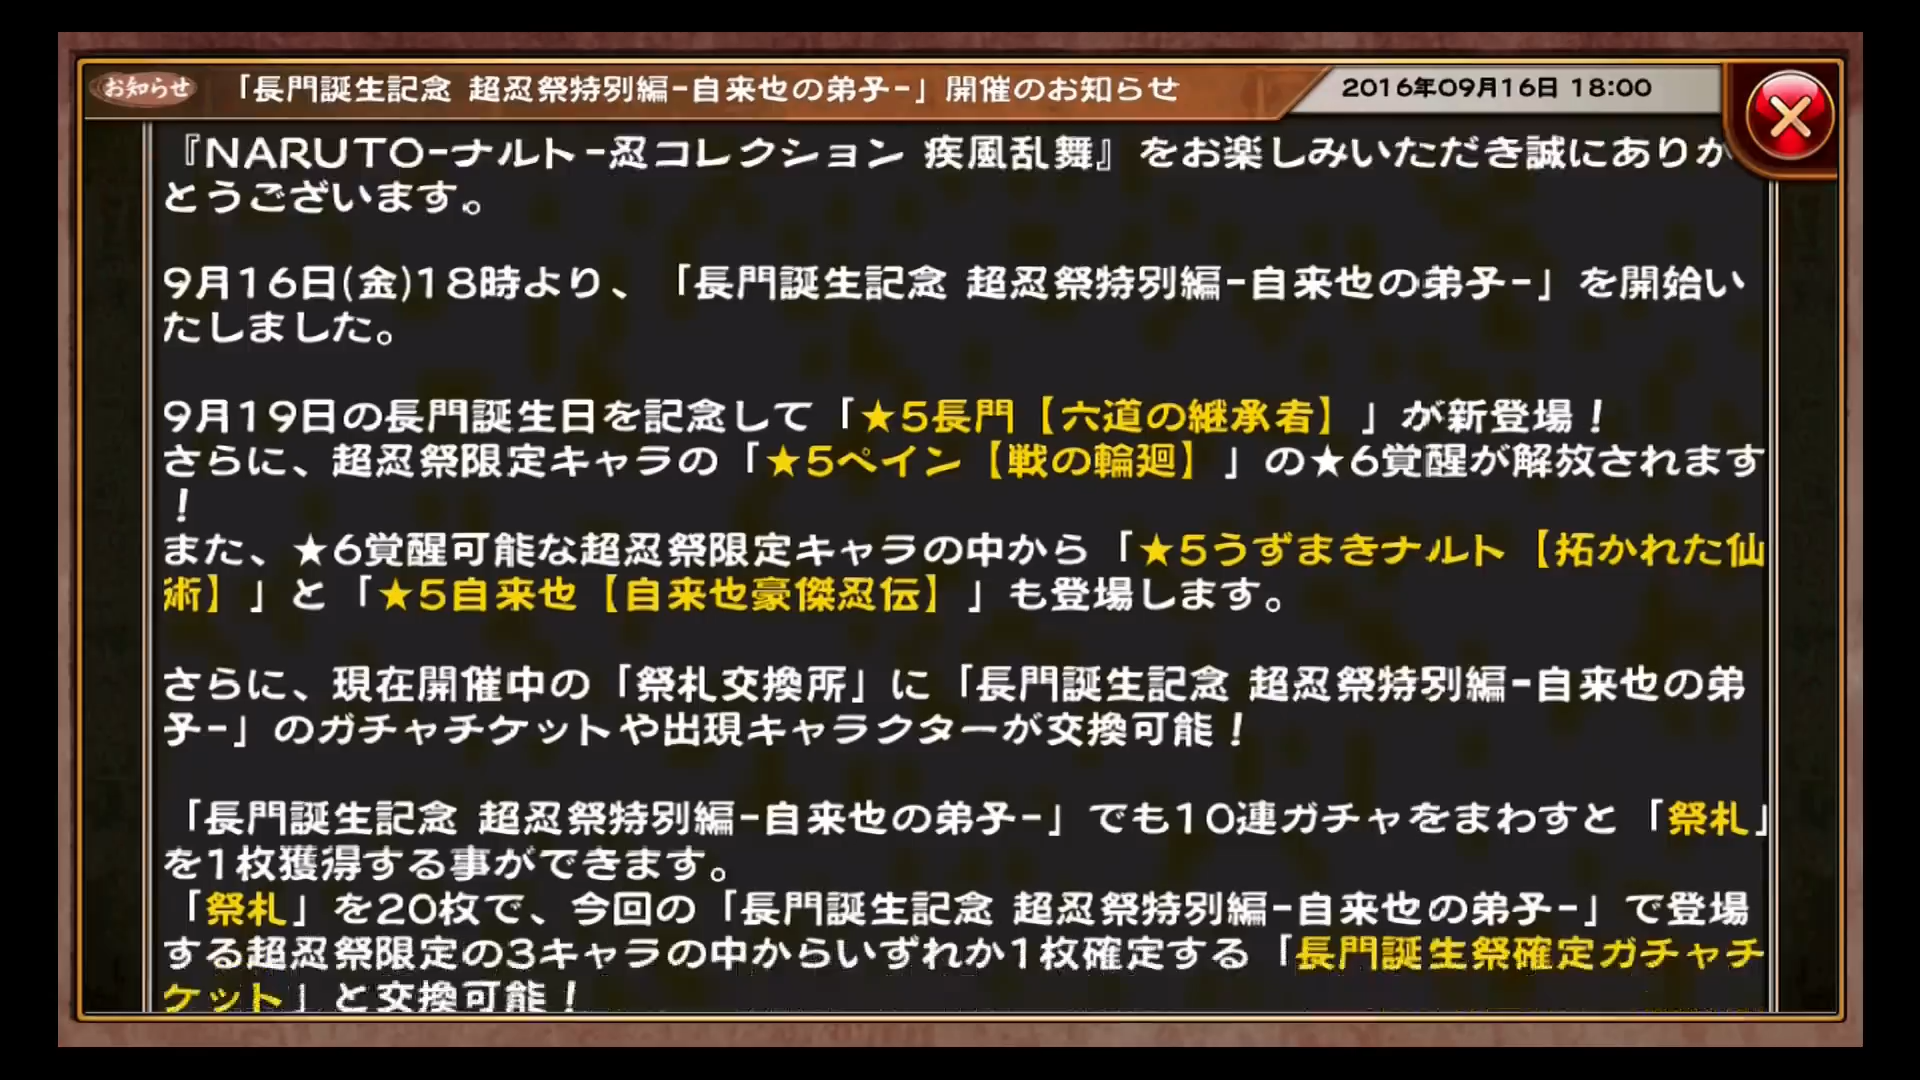 お知らせ 「長門誕生記念 超忍祭特別編-自来也の弟子-」開催のお知らせ 2016年09月16日 18:00
『NARUTO-ナルト-忍コレクション 疾風乱舞』をお楽しみいただき誠にありが
とうございます。
9月16日(金)18時より、「長門誕生記念 超忍祭特別編-自来也の弟子-」を開始い
たしました。
9月19日の長門誕生日を記念して「★5長門【六道の継承者】」が新登場！
さらに、超忍祭限定キャラの「★5ペイン【戦の輪廻】」の★6覚醒が解放されます
！
また、★6覚醒可能な超忍祭限定キャラの中から「★5うずまきナルト【拓かれた仙
術】」と「★5自来也【自来也豪傑忍伝】」も登場します。
さらに、現在開催中の「祭札交換所」に「長門誕生記念 超忍祭特別編-自来也の弟
子-」のガチャチケットや出現キャラクターが交換可能！
「長門誕生記念 超忍祭特別編-自来也の弟子-」でも10連ガチャをまわすと「祭札」
を1枚獲得する事ができます。
「祭札」を20枚で、今回の「長門誕生記念 超忍祭特別編-自来也の弟子-」で登場
する超忍祭限定の3キャラの中からいずれか1枚確定する「長門誕生祭確定ガチャチ
ケット」と交換可能！